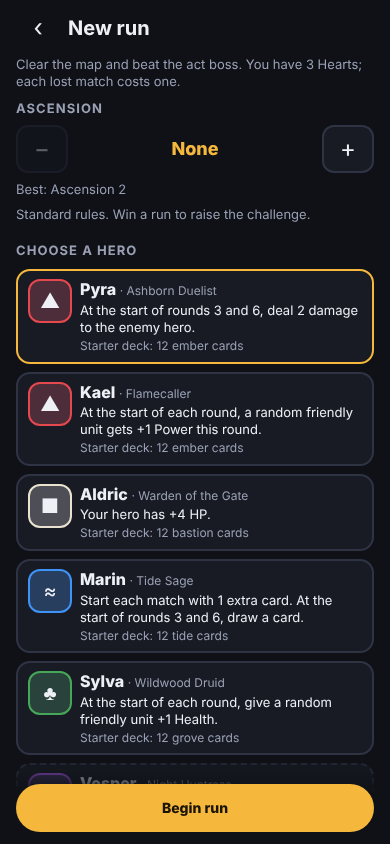 New run
Clear the map and beat the act boss. You have 3 Hearts;
each lost match costs one.
ASCENSION
− None +
Best: Ascension 2
Standard rules. Win a run to raise the challenge.
CHOOSE A HERO
Pyra · Ashborn Duelist
At the start of rounds 3 and 6, deal 2 damage
to the enemy hero.
Starter deck: 12 ember cards
Kael · Flamecaller
At the start of each round, a random friendly
unit gets +1 Power this round.
Starter deck: 12 ember cards
Aldric · Warden of the Gate
Your hero has +4 HP.
Starter deck: 12 bastion cards
Marin · Tide Sage
Start each match with 1 extra card. At the
start of rounds 3 and 6, draw a card.
Starter deck: 12 tide cards
Sylva · Wildwood Druid
At the start of each round, give a random
friendly unit +1 Health.
Starter deck: 12 grove cards
Vesper · Night Huntress
Begin run